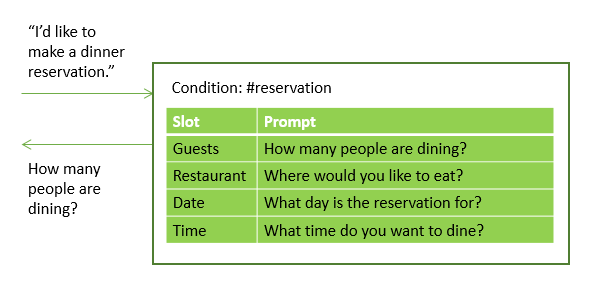 “I’d like to
make a dinner
reservation.”
How many
people are
dining?
Condition: #reservation
Slot Prompt
Guests How many people are dining?
Restaurant Where would you like to eat?
Date What day is the reservation for?
Time What time do you want to dine?